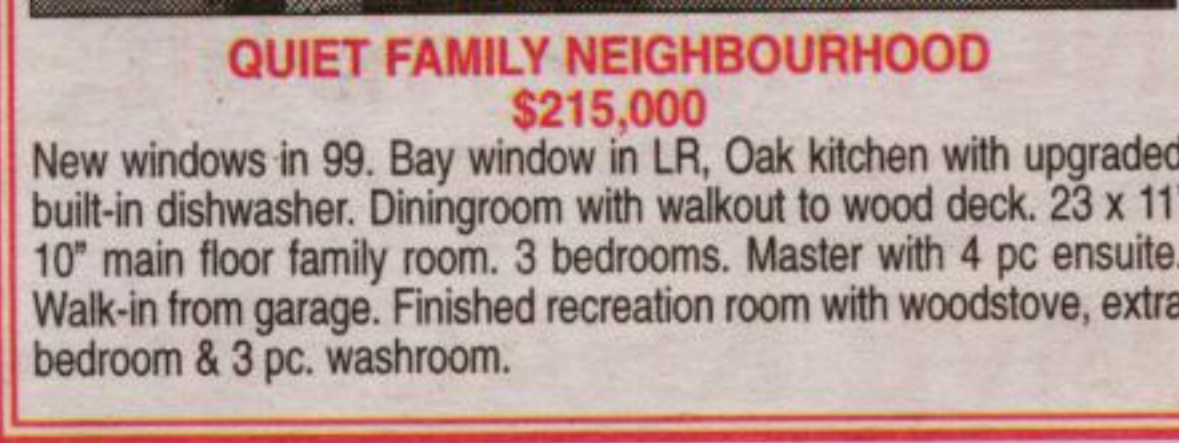 QUIET FAMILY NEIGHBOURHOOD
$215,000
New windows in 99. Bay window in LR, Oak kitchen with upgraded
built-in dishwasher. Diningroom with walkout to wood deck. 23 x 11'
10” main floor family room. 3 bedrooms. Master with 4 pc ensuite.
Walk-in from garage. Finished recreation room with woodstove, extra
bedroom & 3 pc. washroom.